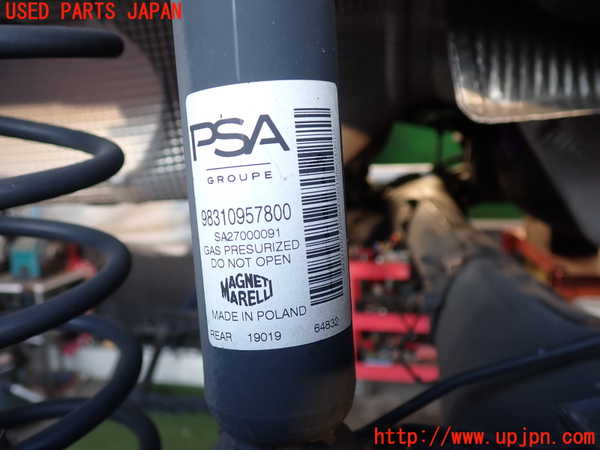 USED PARTS JAPAN
PSA
GROUPE
98310957800
SA27000091
GAS PRESURIZED
DO NOT OPEN
MAGNETI
MARELLI
MADE IN POLAND
REAR 19019 64832
http://www.upjpn.com/